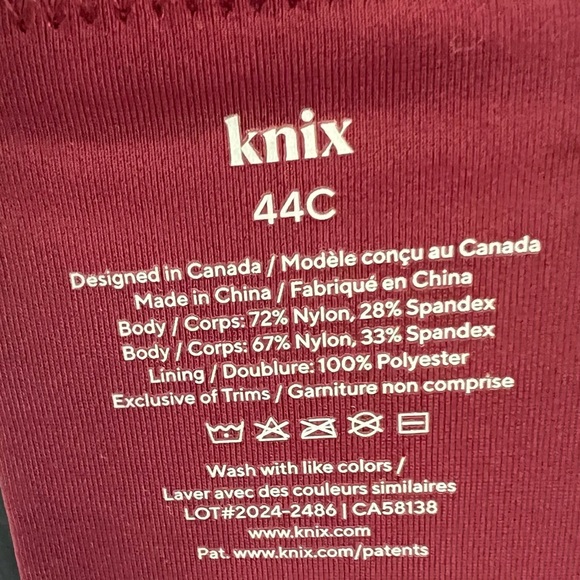 knix
44C
Designed in Canada / Modèle conçu au Canada
Made in China / Fabriqué en China
Body / Corps: 72% Nylon, 28% Spandex
Body / Corps: 67% Nylon, 33% Spandex
Lining / Doublure: 100% Polyester
Exclusive of Trims / Garniture non comprise
Wash with like colors /
Laver avec des couleurs similaires
LOT#2024-2486 | CA58138
www.knix.com
Pat. www.knix.com/patents